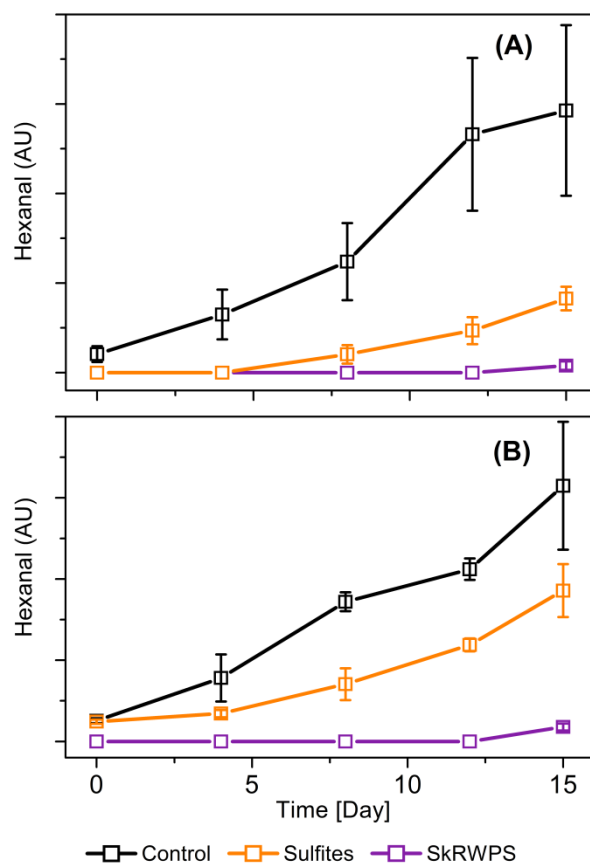 (A)
Hexanal (AU)
(B)
Hexanal (AU)
0 5 10 15
Time [Day]
Control Sulfites SkRWPS